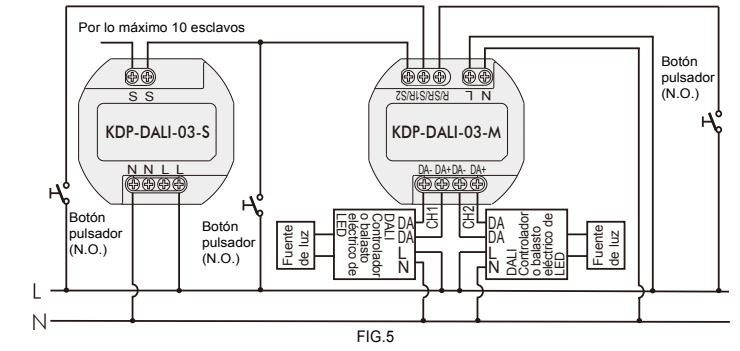 Por lo máximo 10 esclavos
S S
KDP-DALI-03-S
N N L L
Botón
pulsador
(N.O.)
Botón
pulsador
(N.O.)
R/S/R1S/R/S2
L N
KDP-DALI-03-M
DA- DA+ DA- DA+
CH1
CH2
Botón
pulsador
(N.O.)
Fuente
de luz
DALI
Controlador
o balasto
eléctrico de
LED
DA
DA
L
N
DA
DA
L
N
DALI
Controlador
o balasto
eléctrico de
LED
Fuente
de luz
L
N
FIG.5